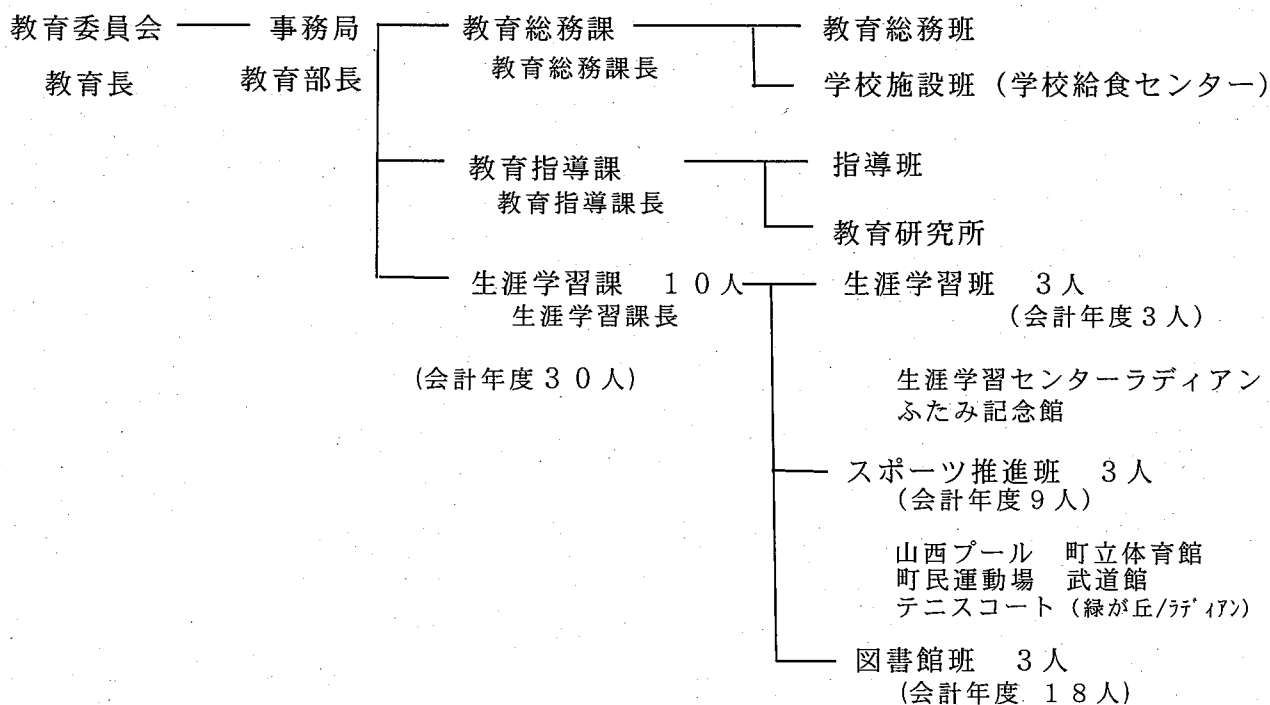 教育委員会 事務局 教育総務課 教育総務班
教育長 教育部長 教育総務課長
学校施設班（学校給食センター）
教育指導課 指導班
教育指導課長
教育研究所
生涯学習課　１０人 生涯学習班　３人
生涯学習課長 (会計年度３人)
(会計年度３０人)
生涯学習センターラディアン
ふたみ記念館
スポーツ推進班　３人
(会計年度９人)
山西プール　町立体育館
町民運動場　武道館
テニスコート（緑が丘/ﾗﾃﾞｨｱﾝ)
図書館班　３人
(会計年度 １８人)